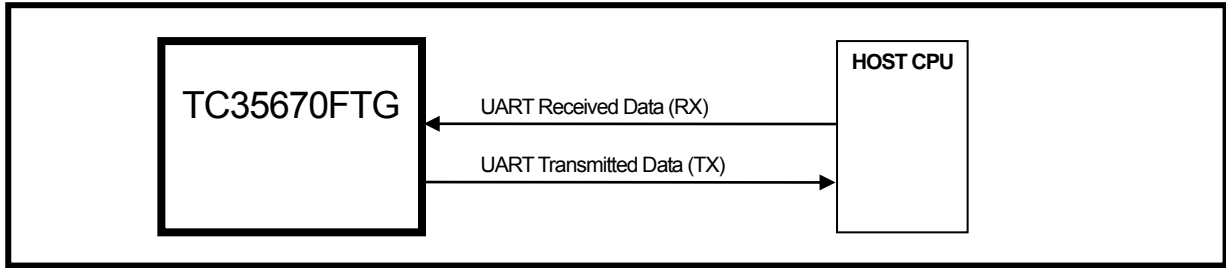 HOST CPU
TC35670FTG
UART Received Data (RX)
UART Transmitted Data (TX)